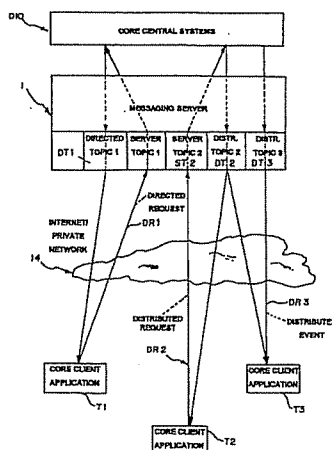 D10
CORE CENTRAL SYSTEMS
1
MESSAGING SERVER
DT1
DIRECTED
TOPIC 1
SERVER
TOPIC 1
SERVER
TOPIC 2
ST-2
DISTR.
TOPIC 2
DT-2
DISTR.
TOPIC 3
DT-3
INTERNET/
PRIVATE
NETWORK
DIRECTED
REQUEST
DR1
14
DISTRIBUTED
REQUEST
DR 3
DISTRIBUTE
EVENT
DR 2
CORE CLIENT
APPLICATION
T1
CORE CLIENT
APPLICATION
T2
CORE CLIENT
APPLICATION
T3